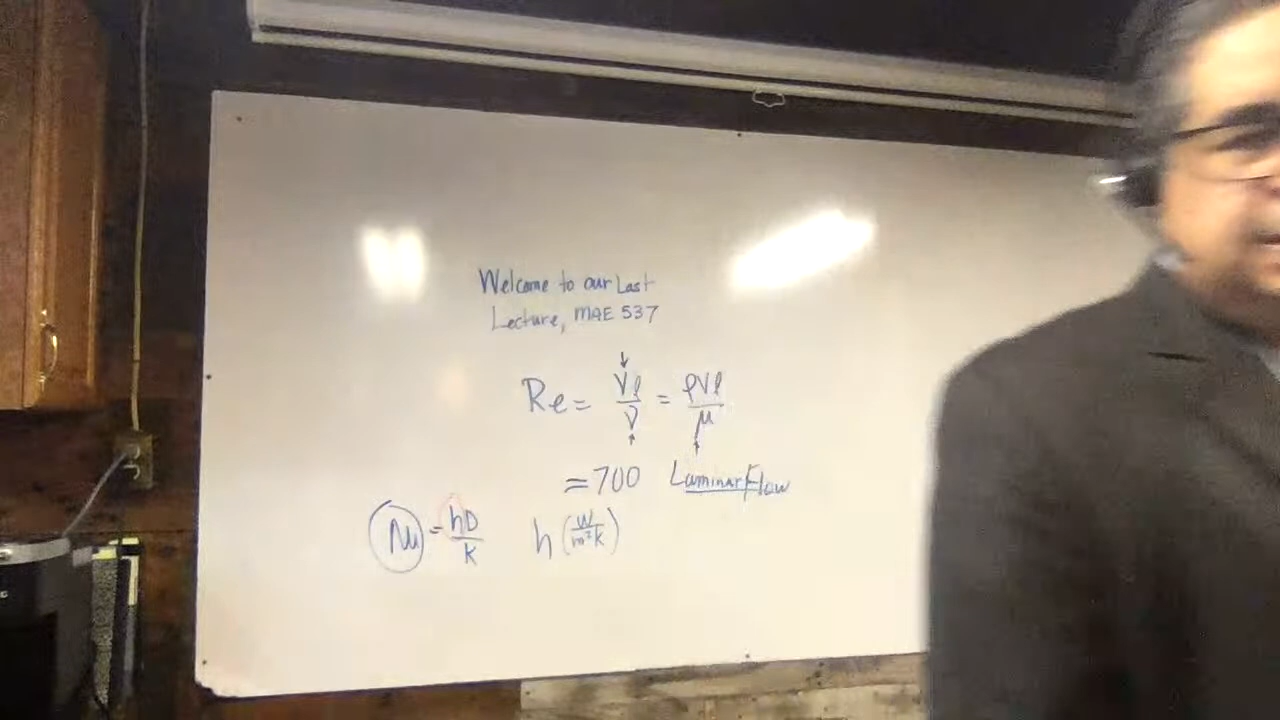 Welcome to our Last
Lecture, MAE 537
Re = Vl/ν = ρVl/μ
= 700 Laminar Flow
Nu = hD/k h (W/m²K)